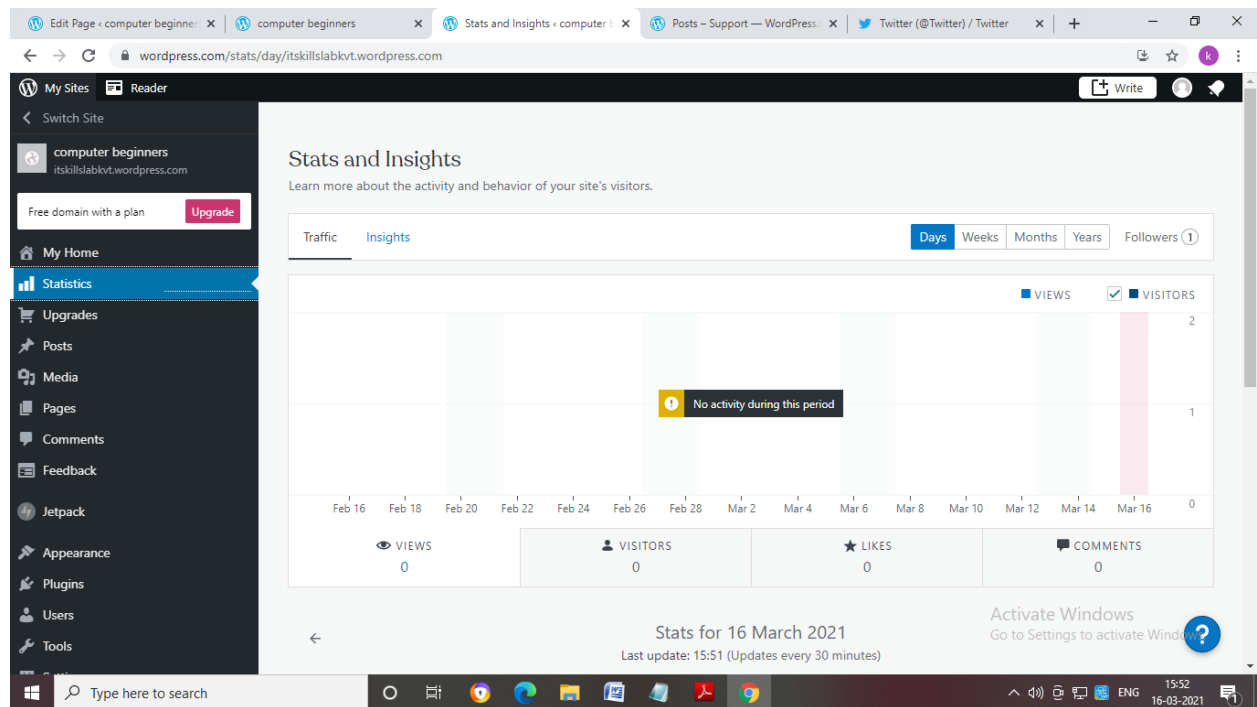 Edit Page ‹ computer beginner
computer beginners
Stats and Insights ‹ computer b
Posts – Support — WordPress.
Twitter (@Twitter) / Twitter
wordpress.com/stats/day/itskillslabkvt.wordpress.com
k
My Sites
Reader
Write
Switch Site
computer beginners
itskillslabkvt.wordpress.com
Free domain with a plan
Upgrade
My Home
Statistics
Upgrades
Posts
Media
Pages
Comments
Feedback
Jetpack
Appearance
Plugins
Users
Tools
Stats and Insights
Learn more about the activity and behavior of your site's visitors.
Traffic Insights
Days Weeks Months Years Followers 1
VIEWS VISITORS
2
No activity during this period
1
0
Feb 16 Feb 18 Feb 20 Feb 22 Feb 24 Feb 26 Feb 28 Mar 2 Mar 4 Mar 6 Mar 8 Mar 10 Mar 12 Mar 14 Mar 16
VIEWS VISITORS LIKES COMMENTS
0 0 0 0
Stats for 16 March 2021
Last update: 15:51 (Updates every 30 minutes)
Activate Windows
Go to Settings to activate Windows
?
Type here to search
ENG
15:52
16-03-2021
1